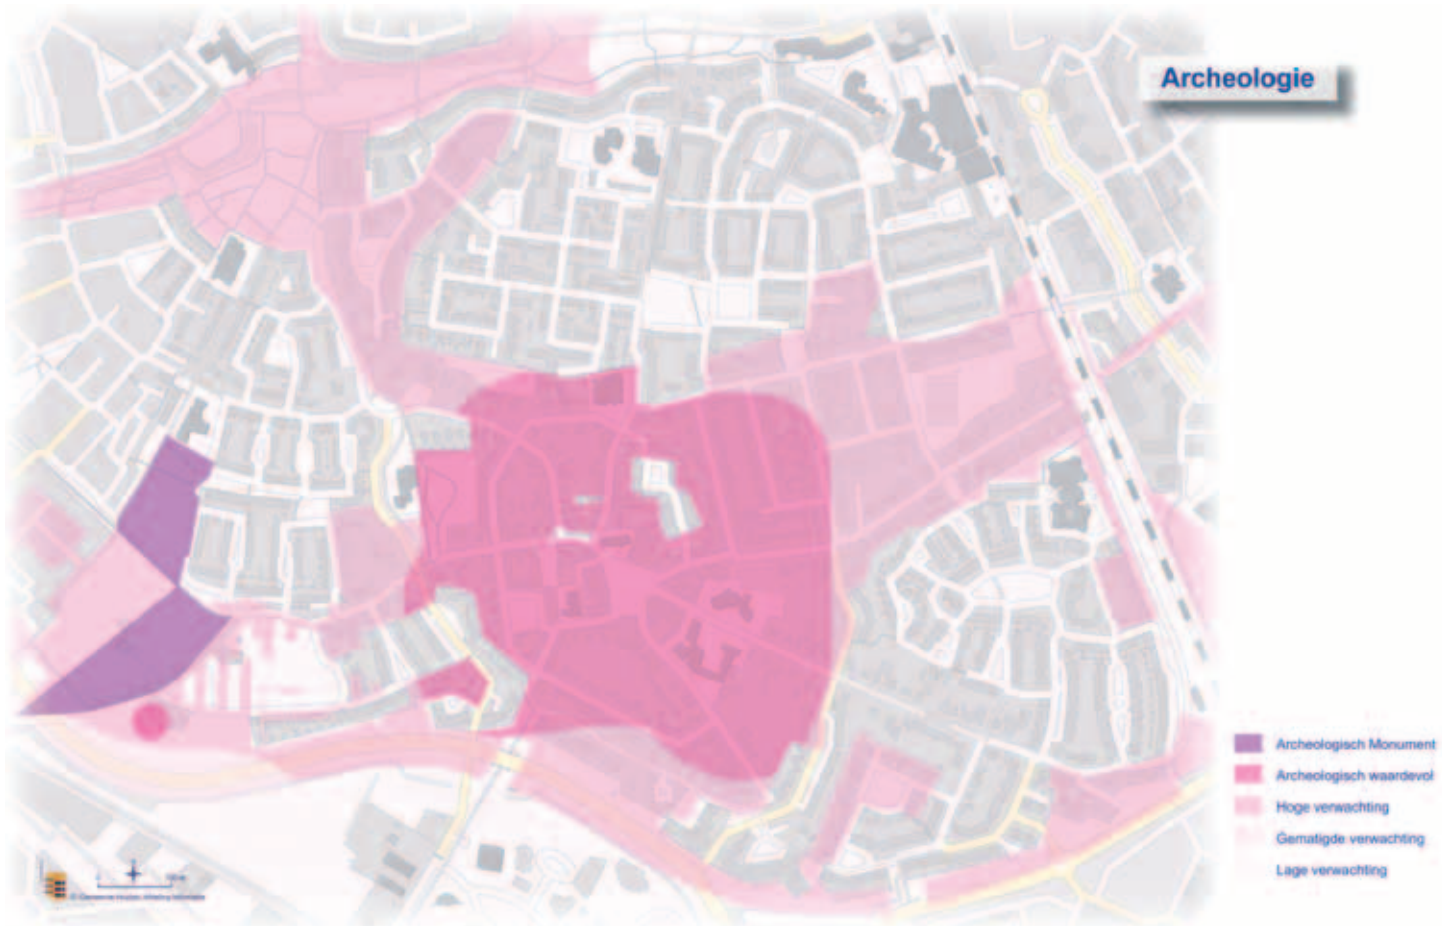 Archeologie
Archeologisch Monument
Archeologisch waardevol
Hoge verwachting
Gematigde verwachting
Lage verwachting